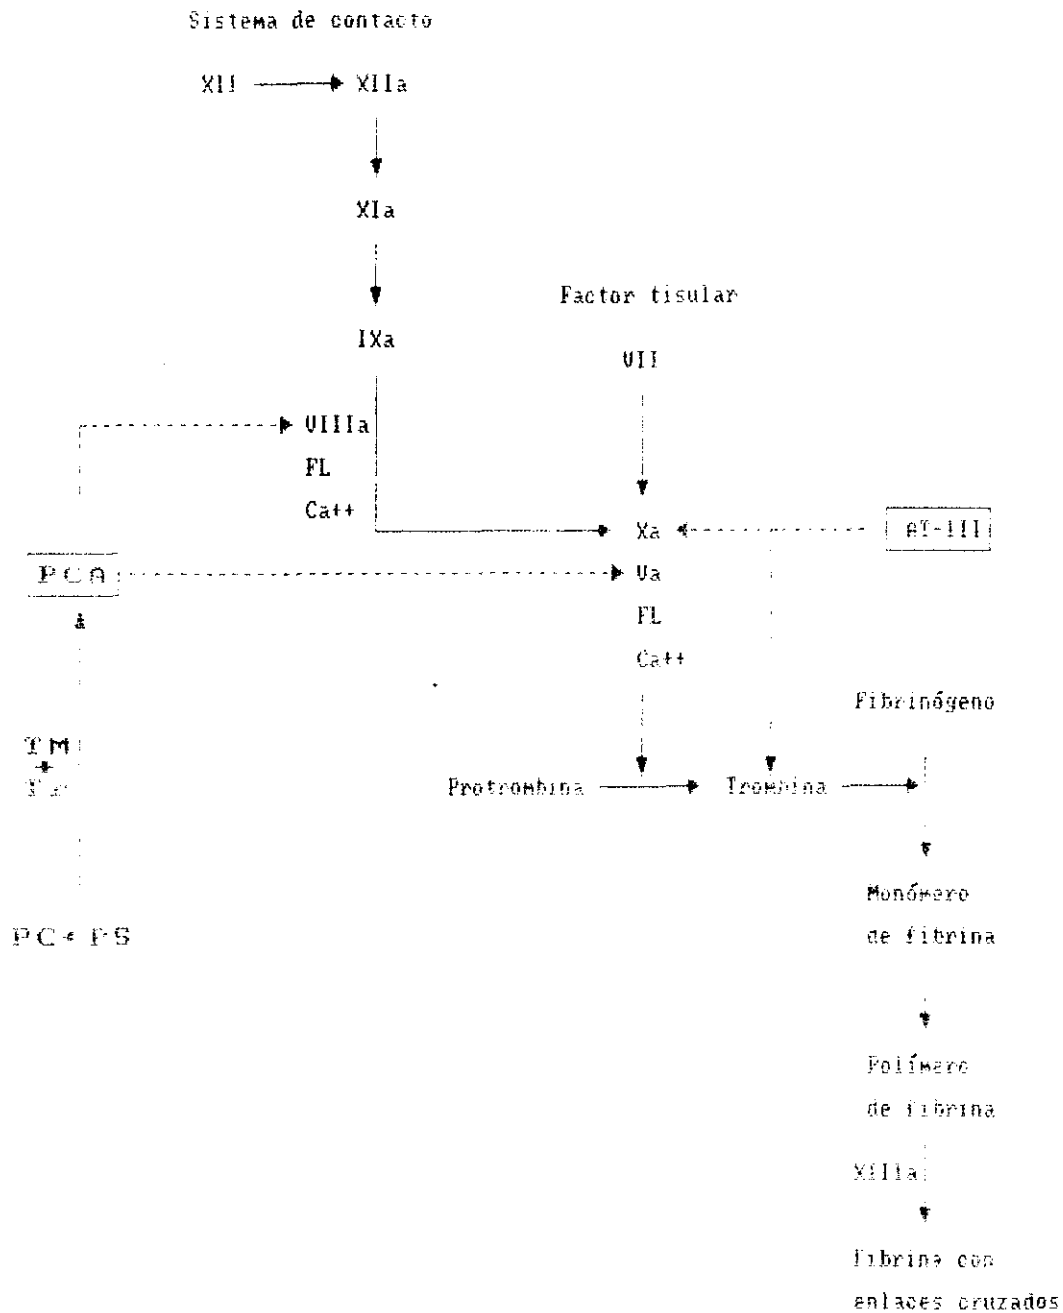 Sistema de contacto
XII XIIa
XIa
IXa
Factor tisular
VII
VIIIa
FL
Ca++
Xa
AT-III
PCA
Va
FL
Ca++
Fibrinógeno
TM
+
Protrombina Trombina
Monómero
de fibrina
PC + PS
Polímero
de fibrina
XIIIa
Fibrina con
enlaces cruzados